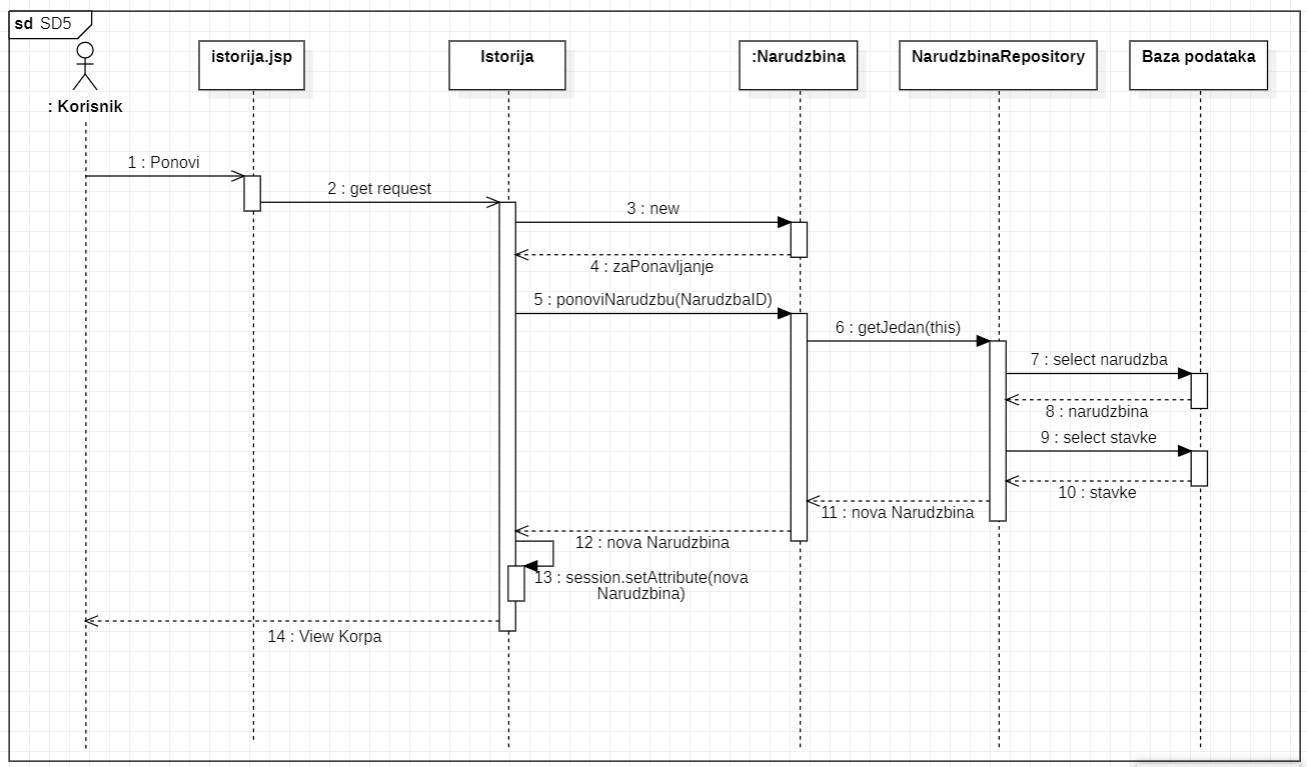 sd SD5
: Korisnik
istorija.jsp
Istorija
:Narudzbina
NarudzbinaRepository
Baza podataka
1 : Ponovi
2 : get request
3 : new
4 : zaPonavljanje
5 : ponoviNarudzbu(NarudzbaID)
6 : getJedan(this)
7 : select narudzba
8 : narudzbina
9 : select stavke
10 : stavke
11 : nova Narudzbina
12 : nova Narudzbina
13 : session.setAttribute(nova
Narudzbina)
14 : View Korpa